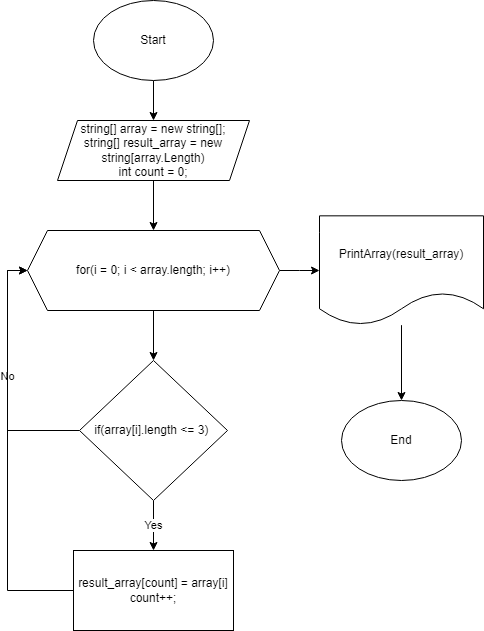 Start
string[] array = new string[];
string[] result_array = new
string[array.Length)
int count = 0;
for(i = 0; i < array.length; i++)
PrintArray(result_array)
No
if(array[i].length <= 3)
End
Yes
result_array[count] = array[i]
count++;